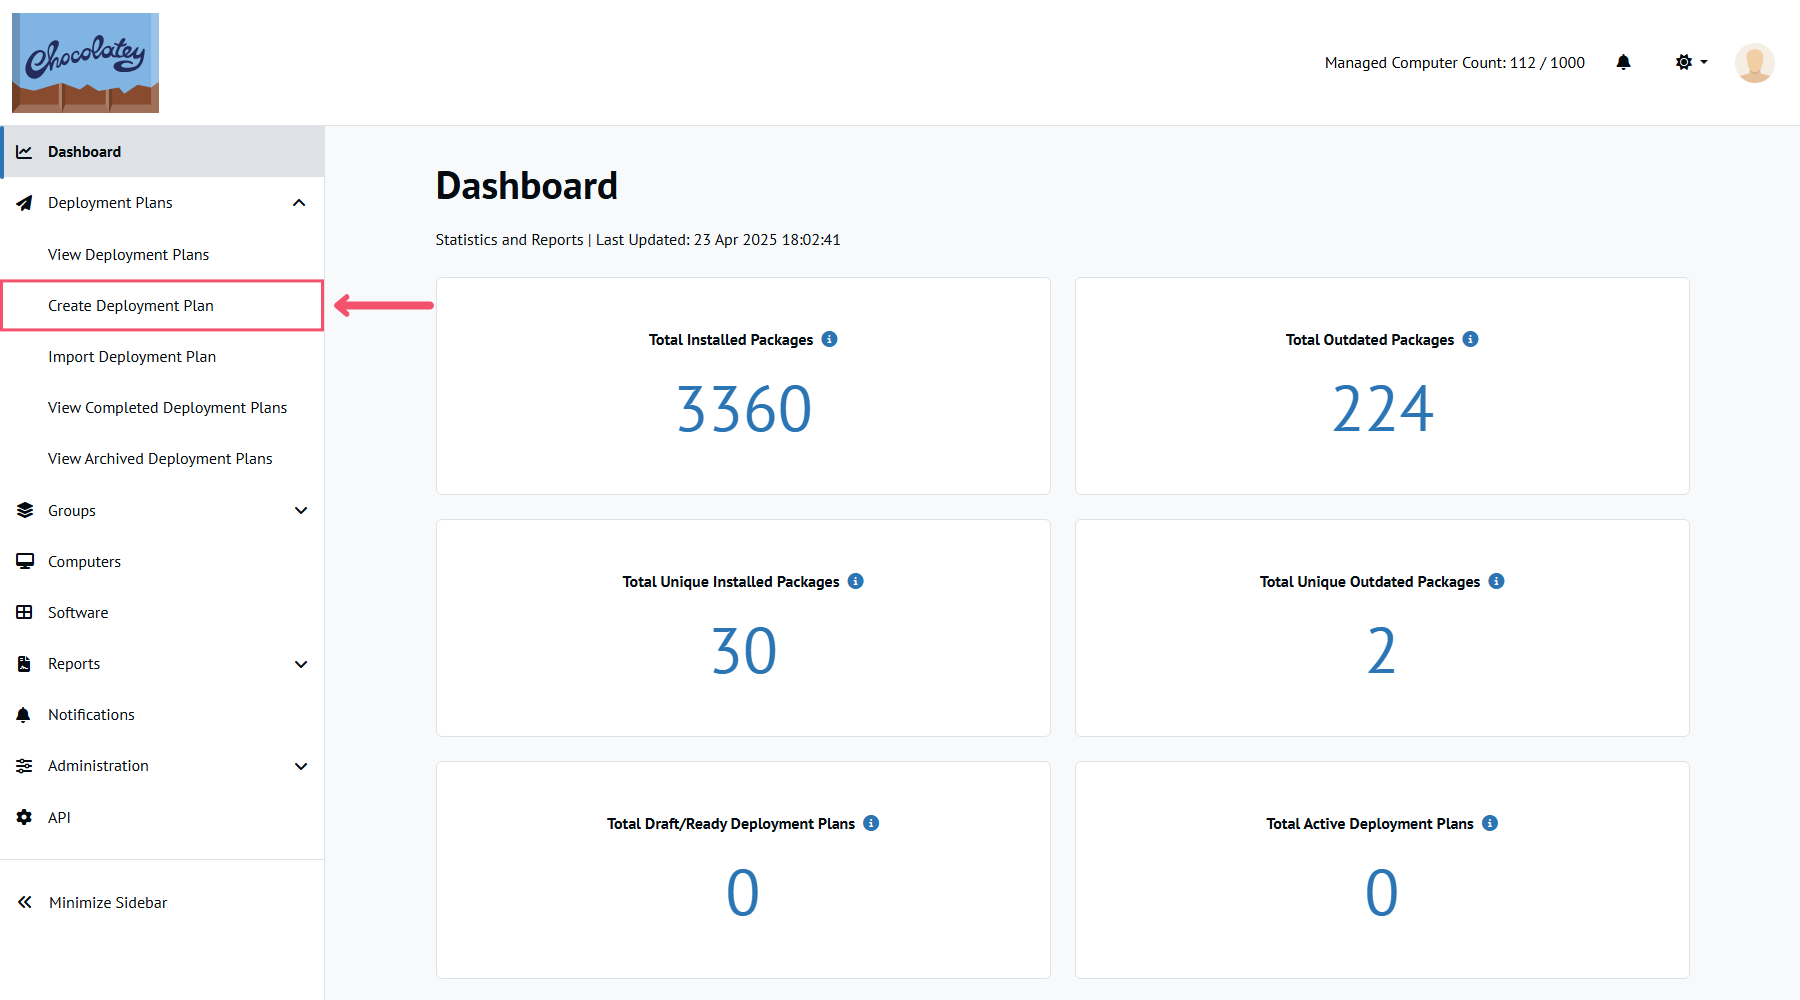 Chocolatey
Managed Computer Count: 112 / 1000
Dashboard
Deployment Plans
View Deployment Plans
Create Deployment Plan
Import Deployment Plan
View Completed Deployment Plans
View Archived Deployment Plans
Groups
Computers
Software
Reports
Notifications
Administration
API
Minimize Sidebar
Dashboard
Statistics and Reports | Last Updated: 23 Apr 2025 18:02:41
Total Installed Packages
3360
Total Outdated Packages
224
Total Unique Installed Packages
30
Total Unique Outdated Packages
2
Total Draft/Ready Deployment Plans
0
Total Active Deployment Plans
0